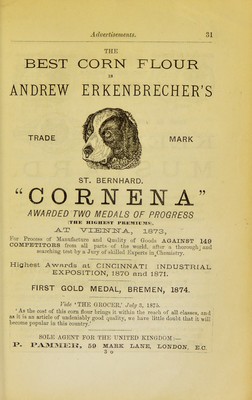 Advertisements. 31
THE
BEST CORN FLOUR
IS
ANDREW ERKENBRECHER'S
TRADE MARK
ST. BERNHARD.
“CORNENA”
AWARDED TWO MEDALS OF PROGRESS
(THE HIGHEST PREMIUM),
AT VIENNA, 1873,
For Process of Manufacture and Quality of Goods AGAINST 149
COMPETITORS from all parts of the world, after a thorough and
searching test by a Jury of skilled Experts in Chemistry.
Highest Awards at CINCINNATI INDUSTRIAL
EXPOSITION, 1870 and 1871.
FIRST GOLD MEDAL, BREMEN, 1874.
Vide ‘THE GROCER,’ July 3, 1875.
‘As the cost of this corn flour brings it within the reach of all classes, and
as it is an article of undeniably good quality, we have little doubt that it will
become popular in this country.’
SOLE AGENT FOR THE UNITED KINGDOM:—
P. PAMMER, 59 MARK LANE, LONDON, E.C.